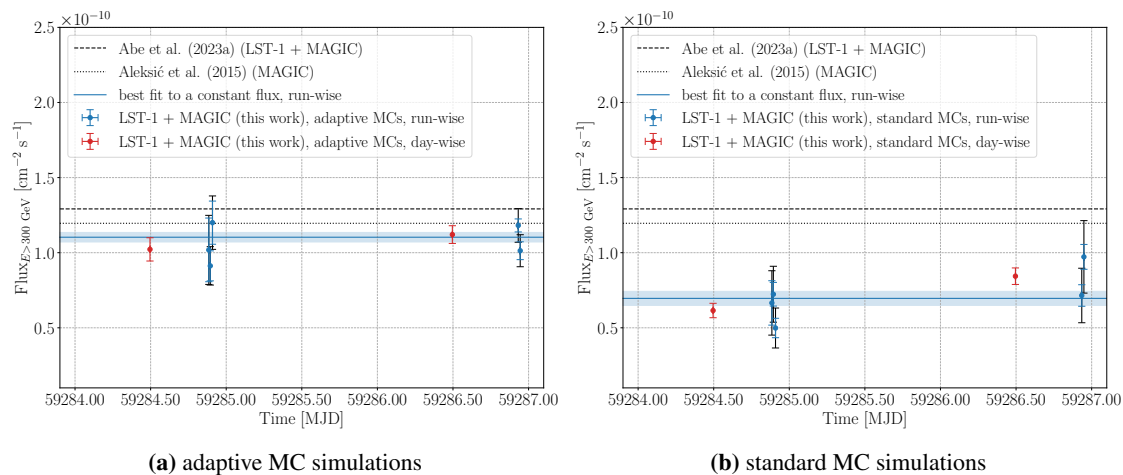 ×10⁻¹⁰
2.5
2.0
1.5
1.0
0.5
Flux_{E>300 GeV} [cm⁻² s⁻¹]
Abe et al. (2023a) (LST-1 + MAGIC)
Aleksić et al. (2015) (MAGIC)
best fit to a constant flux, run-wise
LST-1 + MAGIC (this work), adaptive MCs, run-wise
LST-1 + MAGIC (this work), adaptive MCs, day-wise
59284.00 59284.50 59285.00 59285.50 59286.00 59286.50 59287.00
Time [MJD]
(a) adaptive MC simulations
×10⁻¹⁰
2.5
2.0
1.5
1.0
0.5
Flux_{E>300 GeV} [cm⁻² s⁻¹]
Abe et al. (2023a) (LST-1 + MAGIC)
Aleksić et al. (2015) (MAGIC)
best fit to a constant flux, run-wise
LST-1 + MAGIC (this work), standard MCs, run-wise
LST-1 + MAGIC (this work), standard MCs, day-wise
59284.00 59284.50 59285.00 59285.50 59286.00 59286.50 59287.00
Time [MJD]
(b) standard MC simulations